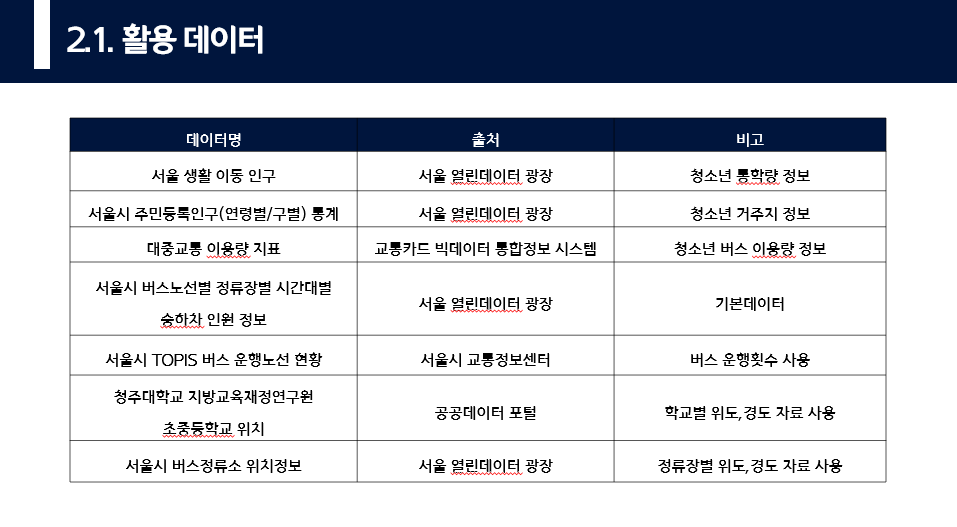 2.1. 활용 데이터
데이터명 출처 비고
서울 생활 이동 인구 서울 열린데이터 광장 청소년 통학량 정보
서울시 주민등록인구(연령별/구별) 통계 서울 열린데이터 광장 청소년 거주지 정보
대중교통 이용량 지표 교통카드 빅데이터 통합정보 시스템 청소년 버스 이용량 정보
서울시 버스노선별 정류장별 시간대별
승하차 인원 정보 서울 열린데이터 광장 기본데이터
서울시 TOPIS 버스 운행노선 현황 서울시 교통정보센터 버스 운행횟수 사용
청주대학교 지방교육재정연구원
초중등학교 위치 공공데이터 포털 학교별 위도,경도 자료 사용
서울시 버스정류소 위치정보 서울 열린데이터 광장 정류장별 위도,경도 자료 사용